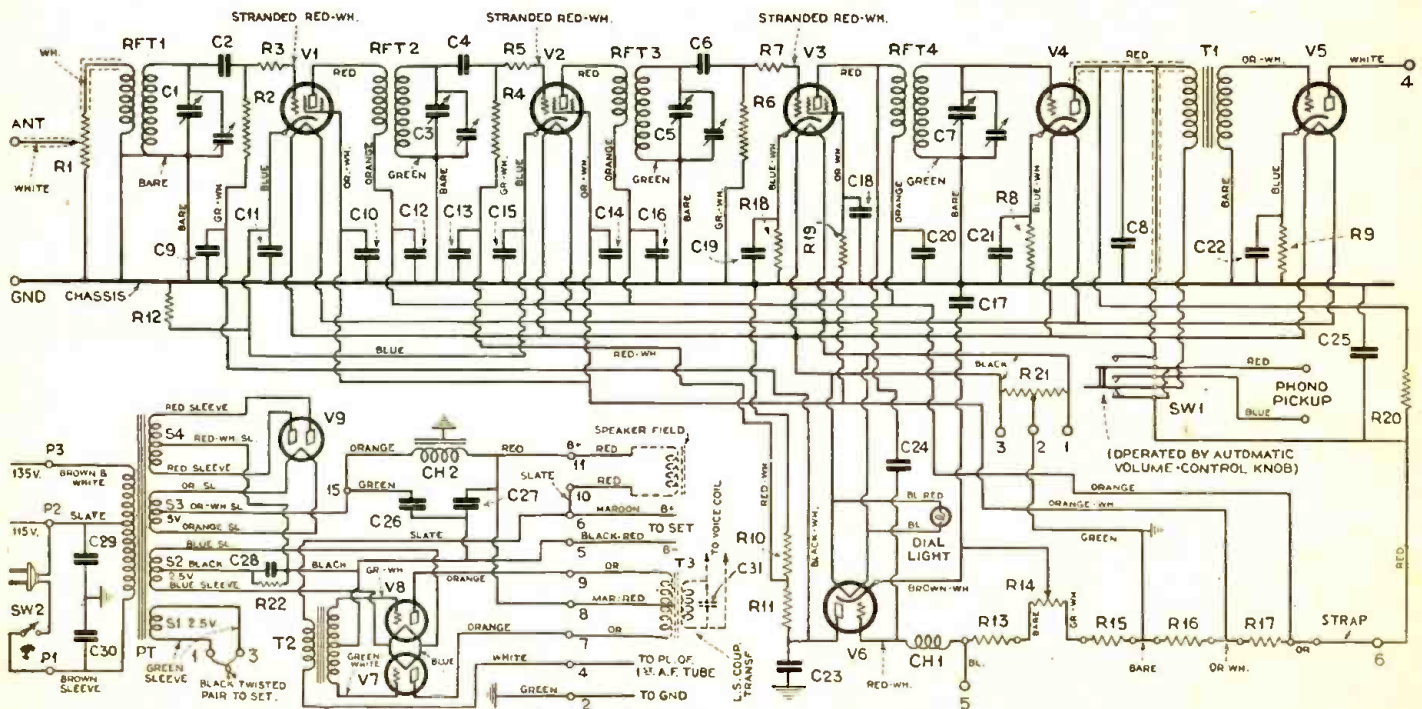 STRANDED RED-WH.
STRANDED RED-WH.
STRANDED RED-WH.
WH.
RFT1
C2
R3
V1
RFT2
C4
R5
V2
RFT3
C6
R7
V3
RFT4
V4
RED
T1
V5
RED
RED
OR-WH.
WHITE
4
C1
R2
C3
R4
C5
R6
C7
ANT
WHITE
R1
BARE
BLUE
OR.-WH.
ORANGE
GREEN
BARE
GR-WH.
BLUE
OR-WH
ORANGE
GREEN
BARE
GR.-WH.
BLUE-WH
OR-WH
ORANGE
GREEN
BARE
R8
BLUE-WH
BLUE
BARE
GR-WH
C9
C11
C10
C12
C13
C15
C14
C16
C19
R18
R19
C18
C20
C21
C8
C22
R9
GND
CHASSIS
R12
C17
BLUE
RED-WH
BLACK
R21
RED
BLUE
PHONO
PICKUP
SW1
C25
R20
3
2
1
(OPERATED BY AUTOMATIC
VOLUME-CONTROL KNOB)
RED SLEEVE
V9
S4
RED-WH SL.
RED SLEEVE
P3
135V.
BROWN &
WHITE
OR. SL
S3
OR-WH SL
5V
ORANGE SL.
ORANGE
15
GREEN
CH2
RED
B+
11
RED
SPEAKER FIELD
C26
C27
SLATE
10
RED
MAROON
B+
6
TO SET
P2
SLATE
115V.
C29
BLUE SL
S2
BLACK
2.5V
BLUE SLEEVE
C28
R22
BLACK
SLATE
BLACK-RED
5
B-
GR-WH
V8
ORANGE
9
OR
T3
TO VOICE COIL
C31
MAR-RED
8
SW2
S1 2.5V
C30
P1
BROWN
SLEEVE
PT
GREEN
SLEEVE
1
3
BLACK TWISTED
PAIR TO SET.
T2
GREEN
WHITE
BLUE
V7
ORANGE
7
OR
WHITE
4
TO PL. OF
1ST A.F. TUBE
GREEN
2
TO GND
L.S. COUP.
TRANSF
RED-WH
R10
R11
C23
BLACK-WH.
V6
RED-WH.
C24
BL RED
BL
DIAL
LIGHT
BROWN-WH
CH1
BL.
5
R13
BARE
R14
GR-WH
R15
BARE
R16
OR WH.
R17
OR
STRAP
6
RED
ORANGE
ORANGE-WH
GREEN